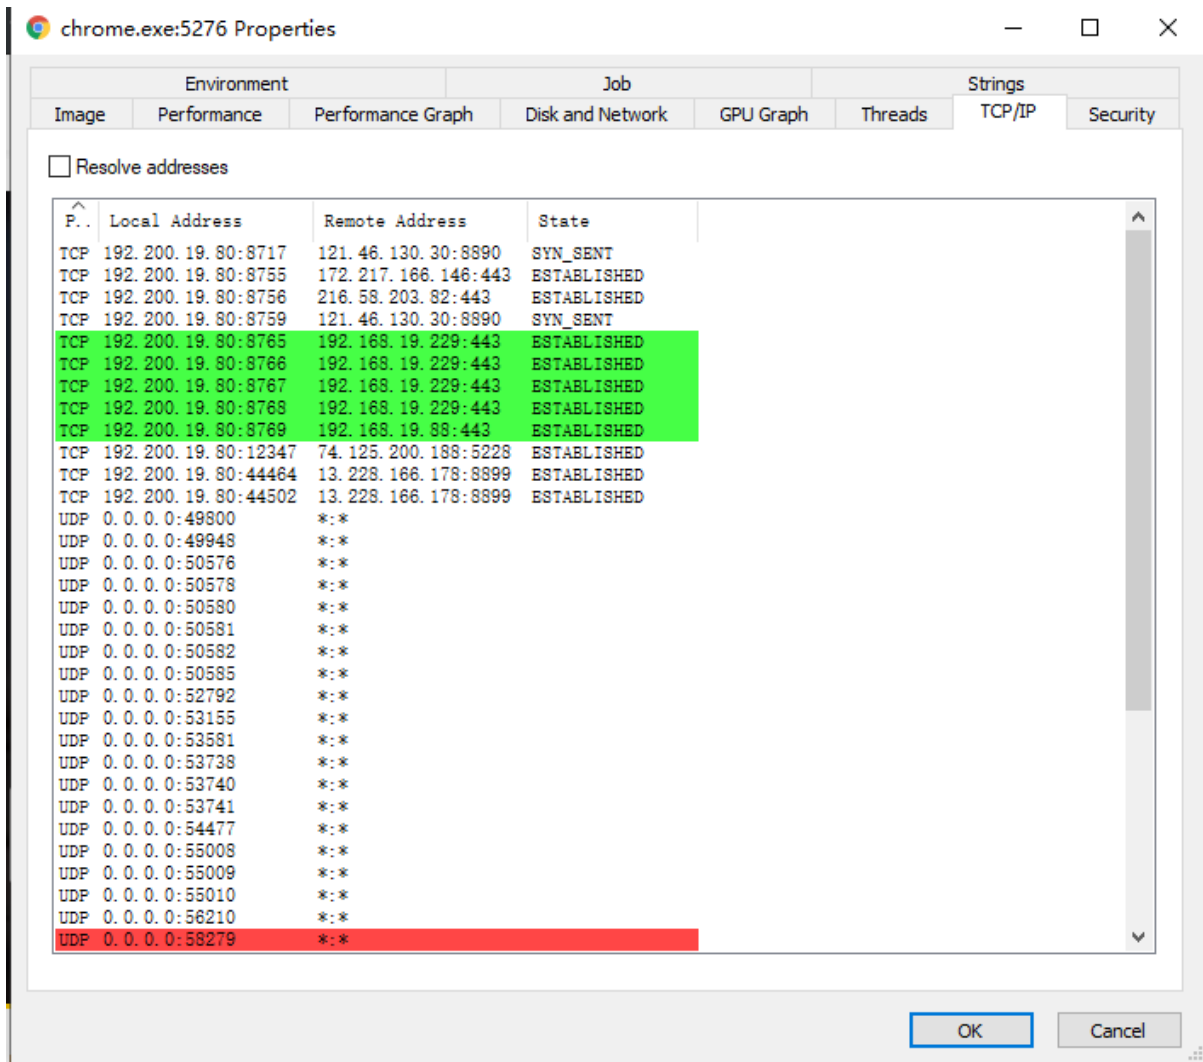 chrome.exe:5276 Properties
Environment Job Strings
Image Performance Performance Graph Disk and Network GPU Graph Threads TCP/IP Security
Resolve addresses
P.. Local Address Remote Address State
TCP 192.200.19.80:8717 121.46.130.30:8890 SYN_SENT
TCP 192.200.19.80:8755 172.217.166.146:443 ESTABLISHED
TCP 192.200.19.80:8756 216.58.203.82:443 ESTABLISHED
TCP 192.200.19.80:8759 121.46.130.30:8890 SYN_SENT
TCP 192.200.19.80:8765 192.168.19.229:443 ESTABLISHED
TCP 192.200.19.80:8766 192.168.19.229:443 ESTABLISHED
TCP 192.200.19.80:8767 192.168.19.229:443 ESTABLISHED
TCP 192.200.19.80:8768 192.168.19.229:443 ESTABLISHED
TCP 192.200.19.80:8769 192.168.19.88:443 ESTABLISHED
TCP 192.200.19.80:12347 74.125.200.188:5228 ESTABLISHED
TCP 192.200.19.80:44464 13.228.166.178:8899 ESTABLISHED
TCP 192.200.19.80:44502 13.228.166.178:8899 ESTABLISHED
UDP 0.0.0.0:49800 *:*
UDP 0.0.0.0:49948 *:*
UDP 0.0.0.0:50576 *:*
UDP 0.0.0.0:50578 *:*
UDP 0.0.0.0:50580 *:*
UDP 0.0.0.0:50581 *:*
UDP 0.0.0.0:50582 *:*
UDP 0.0.0.0:50585 *:*
UDP 0.0.0.0:52792 *:*
UDP 0.0.0.0:53155 *:*
UDP 0.0.0.0:53581 *:*
UDP 0.0.0.0:53738 *:*
UDP 0.0.0.0:53740 *:*
UDP 0.0.0.0:53741 *:*
UDP 0.0.0.0:54477 *:*
UDP 0.0.0.0:55008 *:*
UDP 0.0.0.0:55009 *:*
UDP 0.0.0.0:55010 *:*
UDP 0.0.0.0:56210 *:*
UDP 0.0.0.0:58279 *:*
OK Cancel